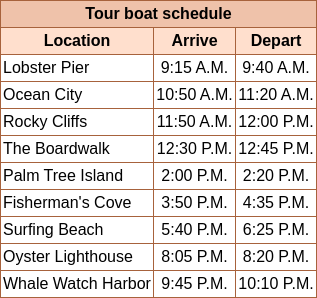 Tour boat schedule
Location Arrive Depart
Lobster Pier 9:15 A.M. 9:40 A.M.
Ocean City 10:50 A.M. 11:20 A.M.
Rocky Cliffs 11:50 A.M. 12:00 P.M.
The Boardwalk 12:30 P.M. 12:45 P.M.
Palm Tree Island 2:00 P.M. 2:20 P.M.
Fisherman's Cove 3:50 P.M. 4:35 P.M.
Surfing Beach 5:40 P.M. 6:25 P.M.
Oyster Lighthouse 8:05 P.M. 8:20 P.M.
Whale Watch Harbor 9:45 P.M. 10:10 P.M.